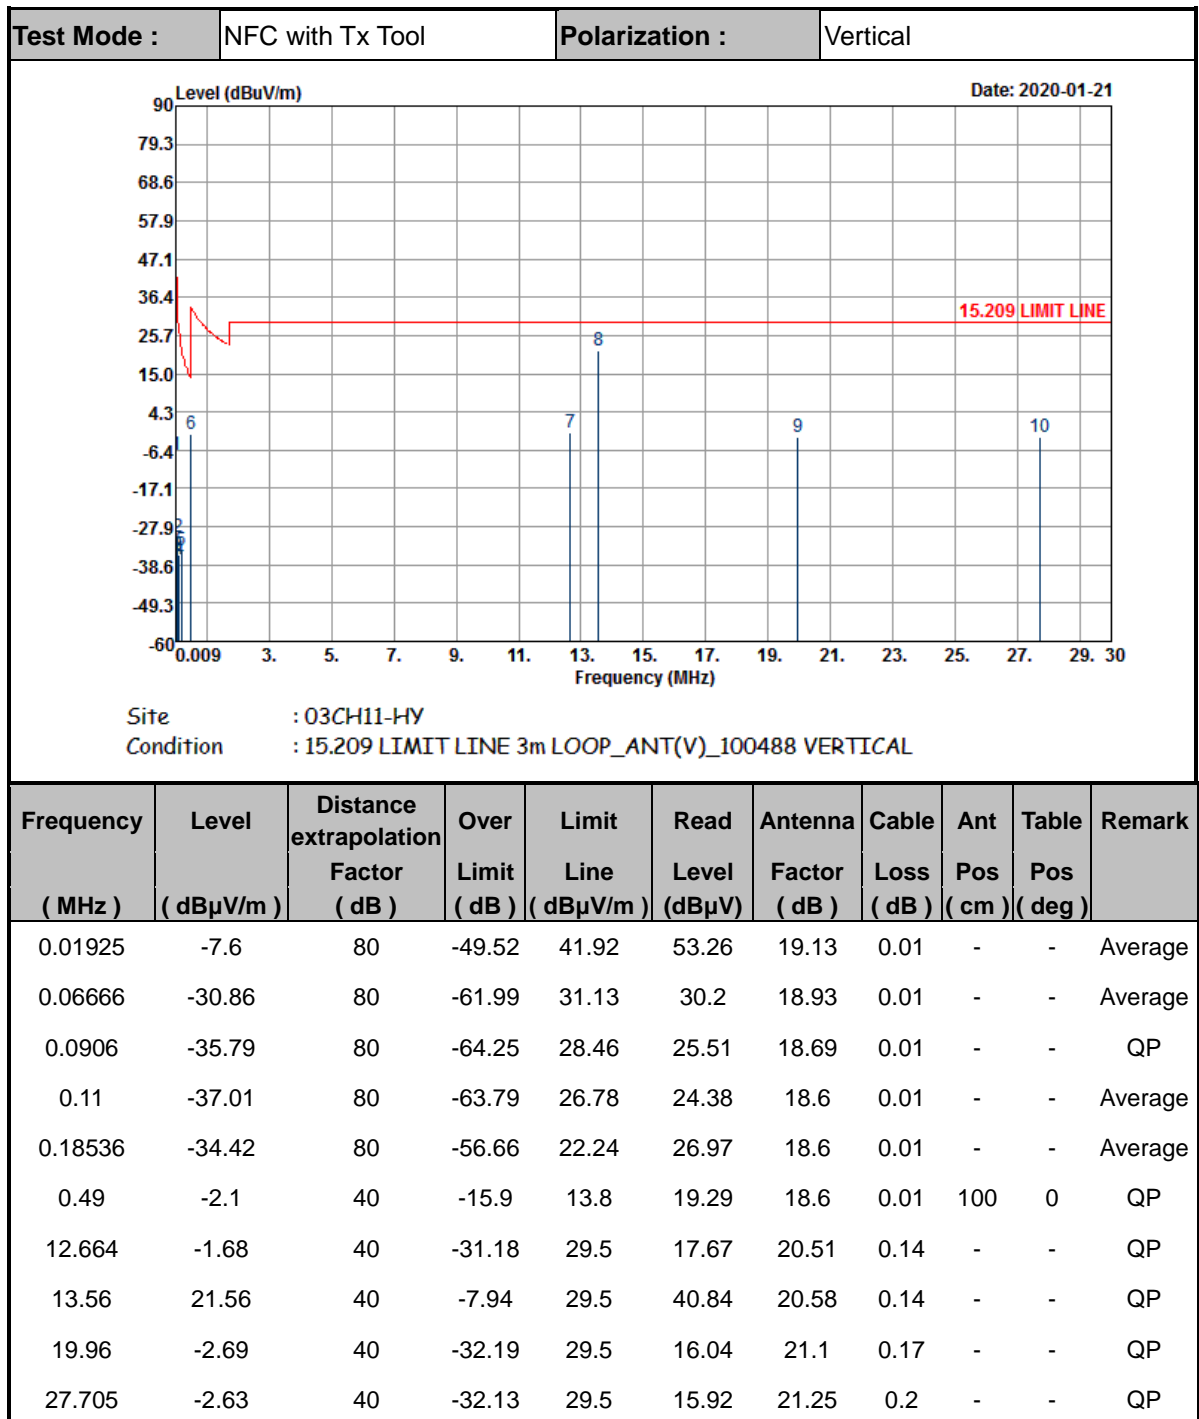 Test Mode : NFC with Tx Tool Polarization : Vertical
Level (dBuV/m) Date: 2020-01-21
90
79.3
68.6
57.9
47.1
36.4
15.209 LIMIT LINE
25.7
8
15.0
4.3
6 7 9 10
-6.4
-17.1
-27.9
2
-38.6
-49.3
-60
0.009 3. 5. 7. 9. 11. 13. 15. 17. 19. 21. 23. 25. 27. 29. 30
Frequency (MHz)
Site : 03CH11-HY
Condition : 15.209 LIMIT LINE 3m LOOP_ANT(V)_100488 VERTICAL
Frequency Level Distance extrapolation Over Limit Read Antenna Cable Ant Table Remark
Factor Limit Line Level Factor Loss Pos Pos
( MHz ) ( dBµV/m ) ( dB ) ( dB ) ( dBµV/m ) (dBµV) ( dB ) ( dB ) ( cm ) ( deg )
0.01925 -7.6 80 -49.52 41.92 53.26 19.13 0.01 - - Average
0.06666 -30.86 80 -61.99 31.13 30.2 18.93 0.01 - - Average
0.0906 -35.79 80 -64.25 28.46 25.51 18.69 0.01 - - QP
0.11 -37.01 80 -63.79 26.78 24.38 18.6 0.01 - - Average
0.18536 -34.42 80 -56.66 22.24 26.97 18.6 0.01 - - Average
0.49 -2.1 40 -15.9 13.8 19.29 18.6 0.01 100 0 QP
12.664 -1.68 40 -31.18 29.5 17.67 20.51 0.14 - - QP
13.56 21.56 40 -7.94 29.5 40.84 20.58 0.14 - - QP
19.96 -2.69 40 -32.19 29.5 16.04 21.1 0.17 - - QP
27.705 -2.63 40 -32.13 29.5 15.92 21.25 0.2 - - QP